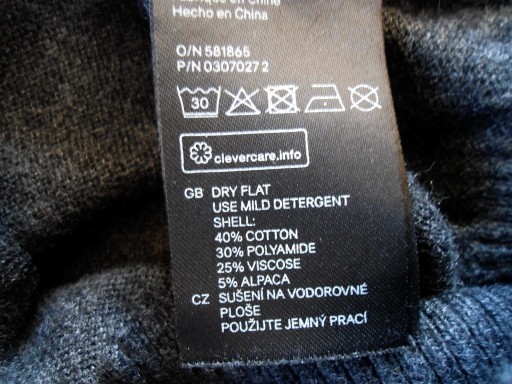 Hecho en China
O/N 581865
P/N 0307027 2
30
clevercare.info
GB DRY FLAT
USE MILD DETERGENT
SHELL:
40% COTTON
30% POLYAMIDE
25% VISCOSE
5% ALPACA
CZ SUŠENÍ NA VODOROVNÉ
PLOŠE
POUŽIJTE JEMNÝ PRACÍ